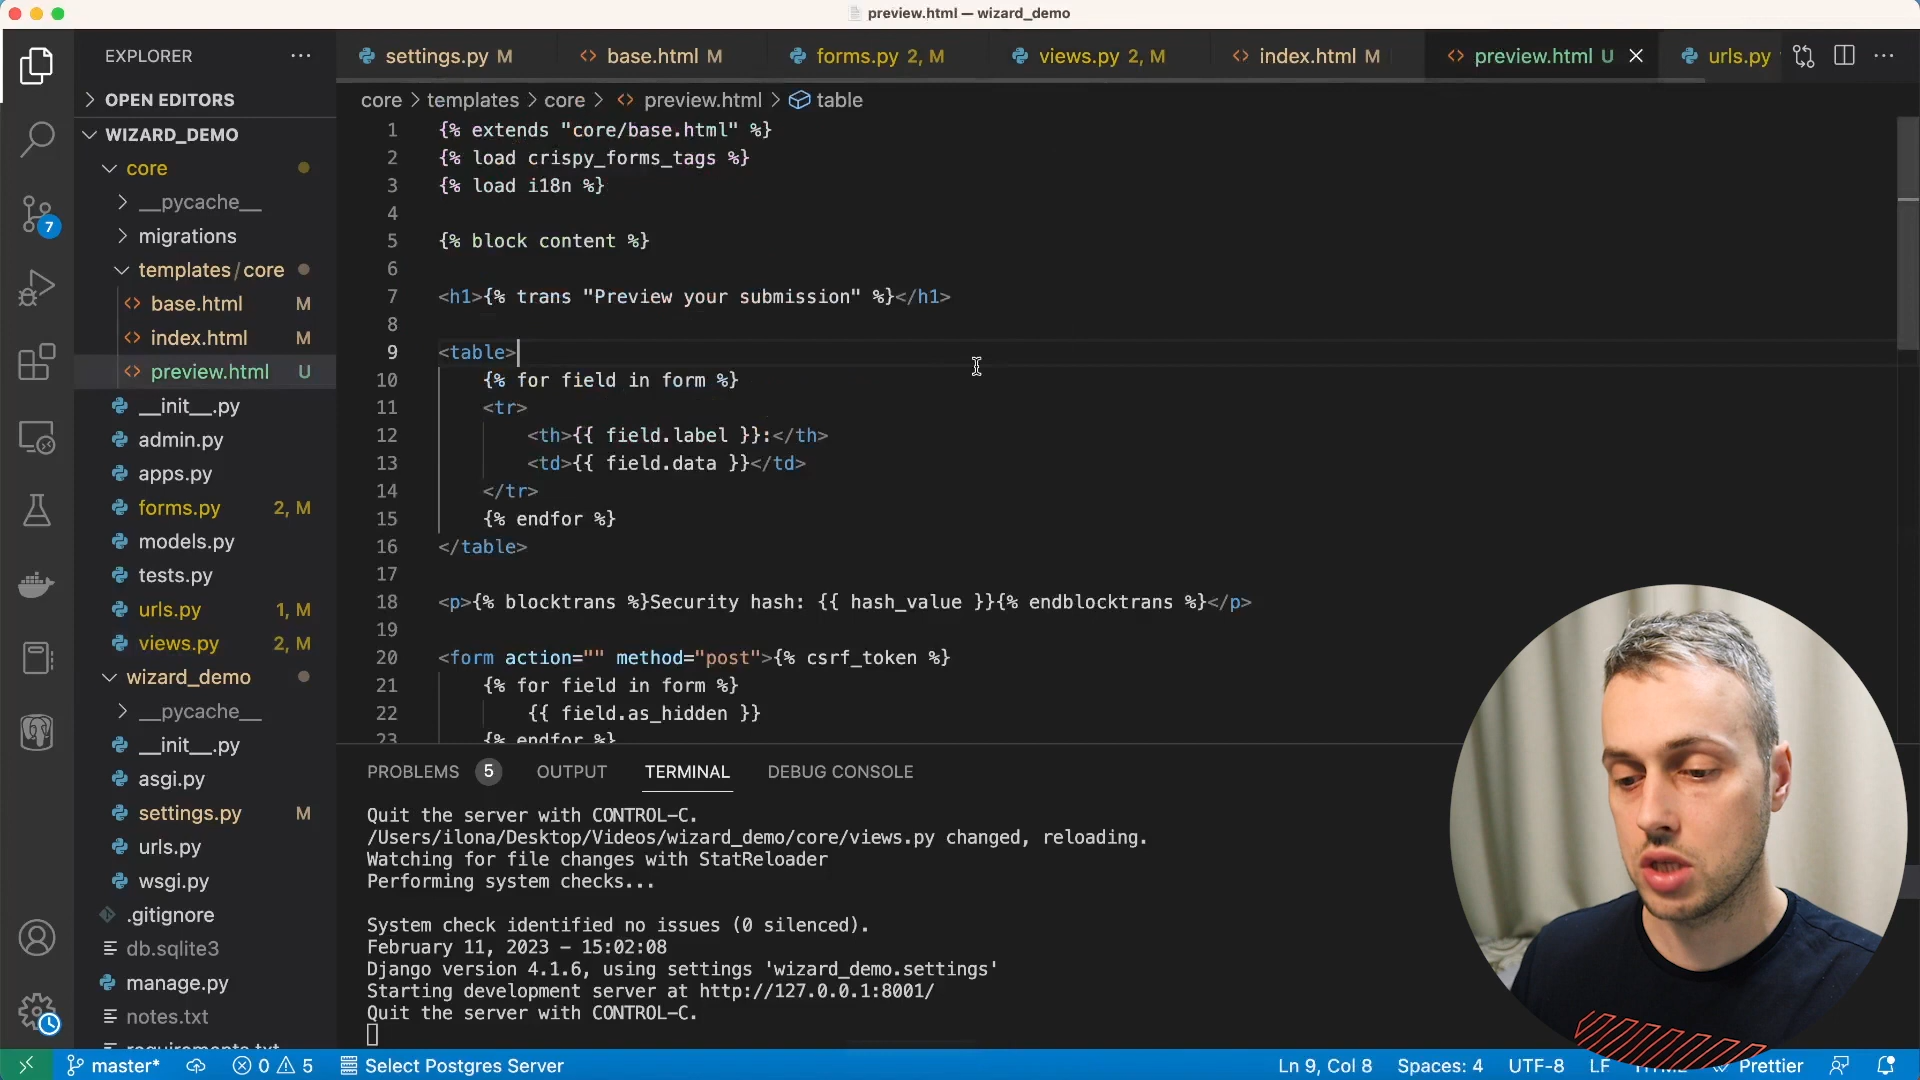 preview.html — wizard_demo
EXPLORER
settings.py M
base.html M
forms.py 2, M
views.py 2, M
index.html M
preview.html U
urls.py
OPEN EDITORS
core > templates > core > preview.html > table
WIZARD_DEMO
core
__pycache__
migrations
templates/core
base.html M
index.html M
preview.html U
__init__.py
admin.py
apps.py
forms.py 2, M
models.py
tests.py
urls.py 1, M
views.py 2, M
wizard_demo
__pycache__
__init__.py
asgi.py
settings.py M
urls.py
wsgi.py
.gitignore
db.sqlite3
manage.py
notes.txt
requirements.txt
7
1 {% extends "core/base.html" %}
2 {% load crispy_forms_tags %}
3 {% load i18n %}
4
5 {% block content %}
6
7 <h1>{% trans "Preview your submission" %}</h1>
8
9 <table>
10 {% for field in form %}
11 <tr>
12 <th>{{ field.label }}:</th>
13 <td>{{ field.data }}</td>
14 </tr>
15 {% endfor %}
16 </table>
17
18 <p>{% blocktrans %}Security hash: {{ hash_value }}{% endblocktrans %}</p>
19
20 <form action="" method="post">{% csrf_token %}
21 {% for field in form %}
22 {{ field.as_hidden }}
23 {% endfor %}
PROBLEMS 5 OUTPUT TERMINAL DEBUG CONSOLE
Quit the server with CONTROL-C.
/Users/ilona/Desktop/Videos/wizard_demo/core/views.py changed, reloading.
Watching for file changes with StatReloader
Performing system checks...
System check identified no issues (0 silenced).
February 11, 2023 - 15:02:08
Django version 4.1.6, using settings 'wizard_demo.settings'
Starting development server at http://127.0.0.1:8001/
Quit the server with CONTROL-C.
master* 0 5 Select Postgres Server Ln 9, Col 8 Spaces: 4 UTF-8 LF HTML Prettier